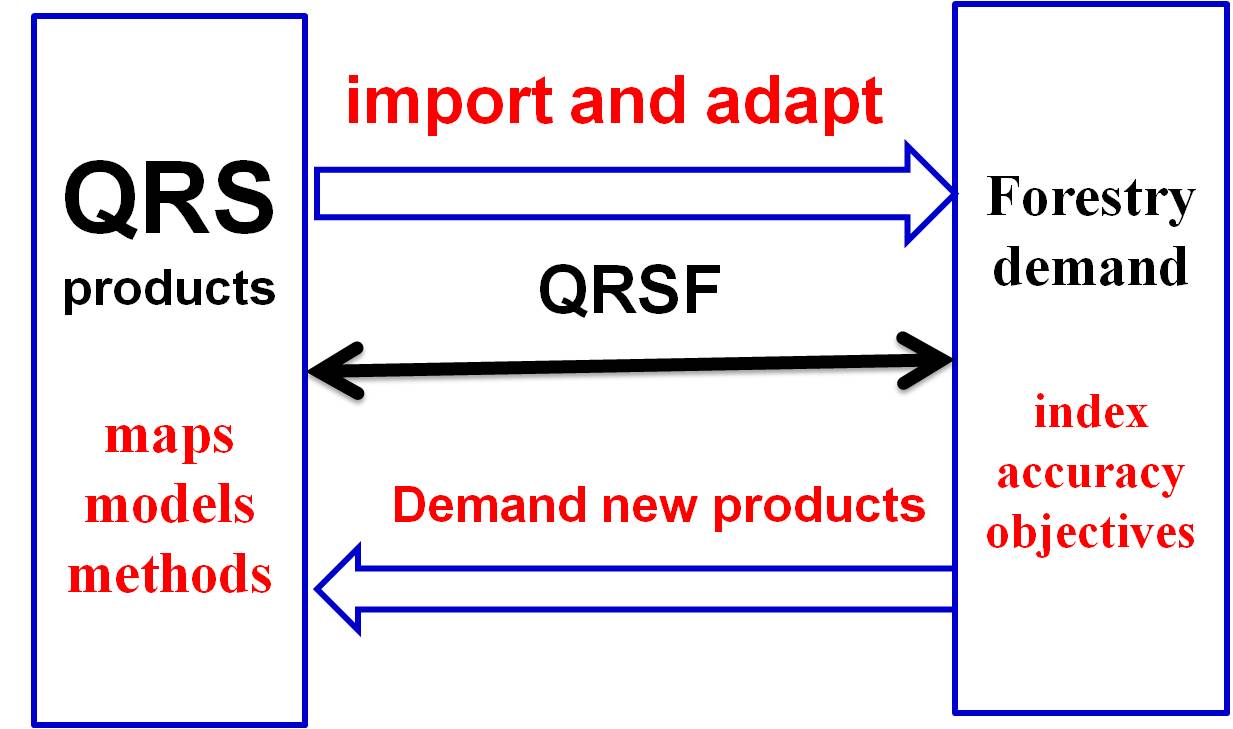 QRS
products
maps
models
methods
import and adapt
QRSF
Demand new products
Forestry
demand
index
accuracy
objectives